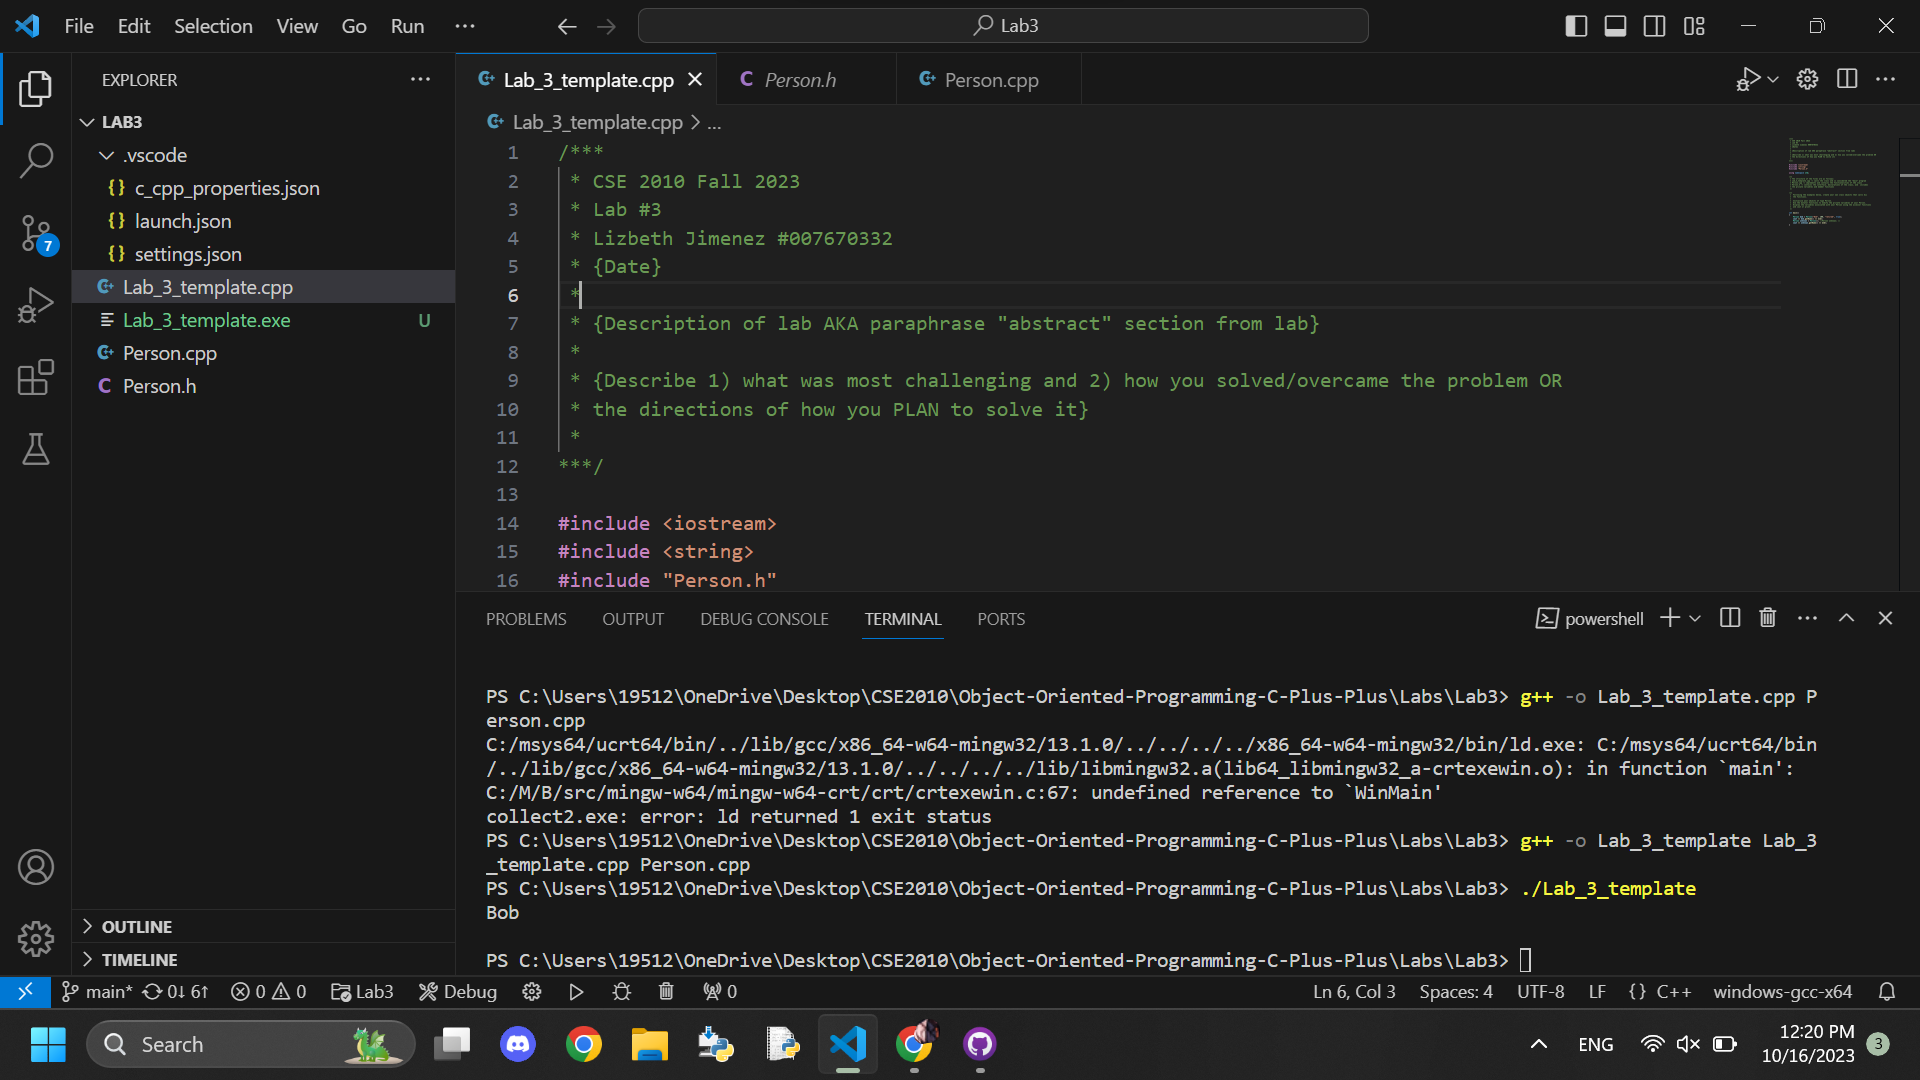 File Edit Selection View Go Run ...
Lab3
EXPLORER
LAB3
.vscode
{} c_cpp_properties.json
{} launch.json
{} settings.json
Lab_3_template.cpp
Lab_3_template.exe U
Person.cpp
C Person.h
7
OUTLINE
TIMELINE
Lab_3_template.cpp C Person.h Person.cpp
Lab_3_template.cpp > ...
1 /***
2 * CSE 2010 Fall 2023
3 * Lab #3
4 * Lizbeth Jimenez #007670332
5 * {Date}
6 *
7 * {Description of lab AKA paraphrase "abstract" section from lab}
8 *
9 * {Describe 1) what was most challenging and 2) how you solved/overcame the problem OR
10 * the directions of how you PLAN to solve it}
11 *
12 ***/
13
14 #include <iostream>
15 #include <string>
16 #include "Person.h"
PROBLEMS OUTPUT DEBUG CONSOLE TERMINAL PORTS
powershell
PS C:\Users\19512\OneDrive\Desktop\CSE2010\Object-Oriented-Programming-C-Plus-Plus\Labs\Lab3> g++ -o Lab_3_template.cpp P
erson.cpp
C:/msys64/ucrt64/bin/../lib/gcc/x86_64-w64-mingw32/13.1.0/../../../../x86_64-w64-mingw32/bin/ld.exe: C:/msys64/ucrt64/bin
/../lib/gcc/x86_64-w64-mingw32/13.1.0/../../../../lib/libmingw32.a(lib64_libmingw32_a-crtexewin.o): in function `main':
C:/M/B/src/mingw-w64/mingw-w64-crt/crt/crtexewin.c:67: undefined reference to `WinMain'
collect2.exe: error: ld returned 1 exit status
PS C:\Users\19512\OneDrive\Desktop\CSE2010\Object-Oriented-Programming-C-Plus-Plus\Labs\Lab3> g++ -o Lab_3_template Lab_3
_template.cpp Person.cpp
PS C:\Users\19512\OneDrive\Desktop\CSE2010\Object-Oriented-Programming-C-Plus-Plus\Labs\Lab3> ./Lab_3_template
Bob
PS C:\Users\19512\OneDrive\Desktop\CSE2010\Object-Oriented-Programming-C-Plus-Plus\Labs\Lab3>
main* 0↓ 6↑ 0 0 Lab3 Debug 0 Ln 6, Col 3 Spaces: 4 UTF-8 LF {} C++ windows-gcc-x64
Search ENG 12:20 PM 3
10/16/2023